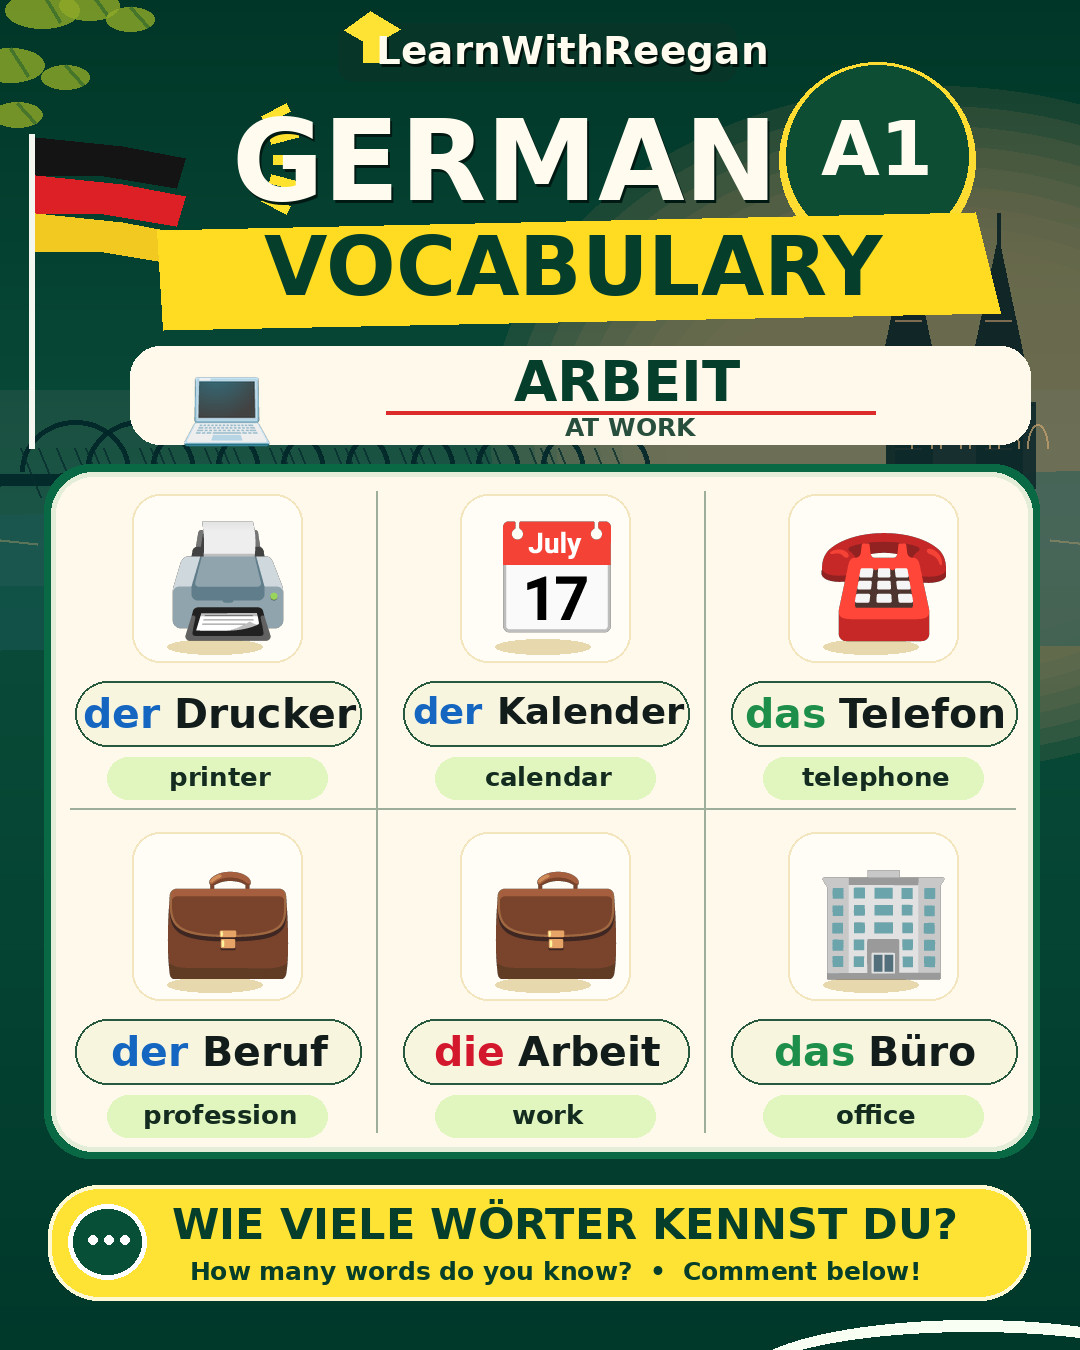 LearnWithReegan
GERMAN
A1
VOCABULARY
ARBEIT
AT WORK
July
17
der Drucker
der Kalender
das Telefon
printer
calendar
telephone
der Beruf
die Arbeit
das Büro
profession
work
office
WIE VIELE WÖRTER KENNST DU?
How many words do you know? • Comment below!